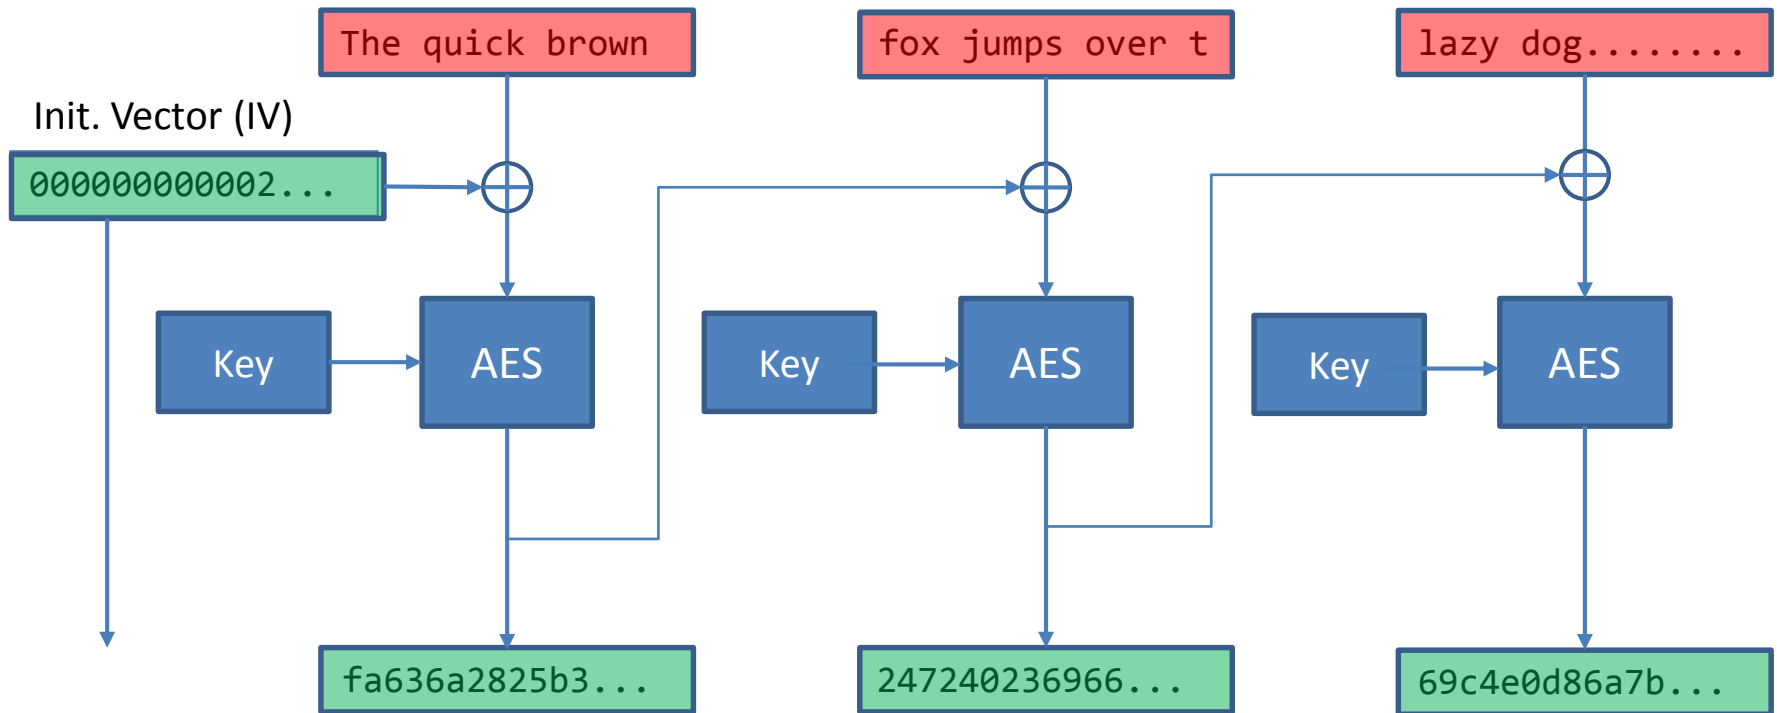 The quick brown
fox jumps over t
lazy dog........
Init. Vector (IV)
000000000002...
Key
AES
Key
AES
Key
AES
fa636a2825b3...
247240236966...
69c4e0d86a7b...